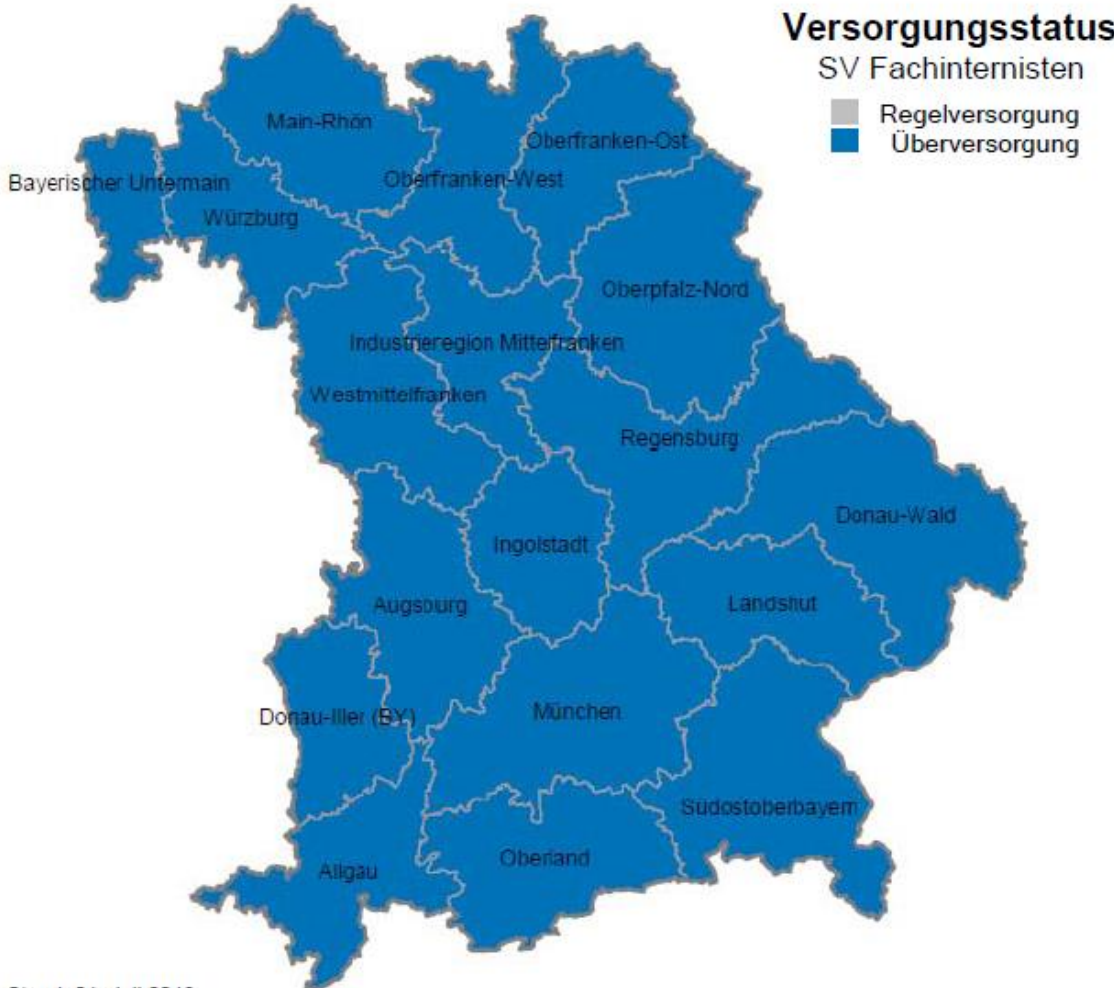 Versorgungsstatus
SV Fachinternisten
Regelversorgung
Überversorgung
Main-Rhön
Oberfranken-Ost
Bayerischer Untermain
Oberfranken-West
Würzburg
Oberpfalz-Nord
Industrieregion Mittelfranken
Westmittelfranken
Regensburg
Donau-Wald
Ingolstadt
Augsburg
Landshut
Donau-Iller (BY)
München
Südostoberbayern
Oberland
Allgäu